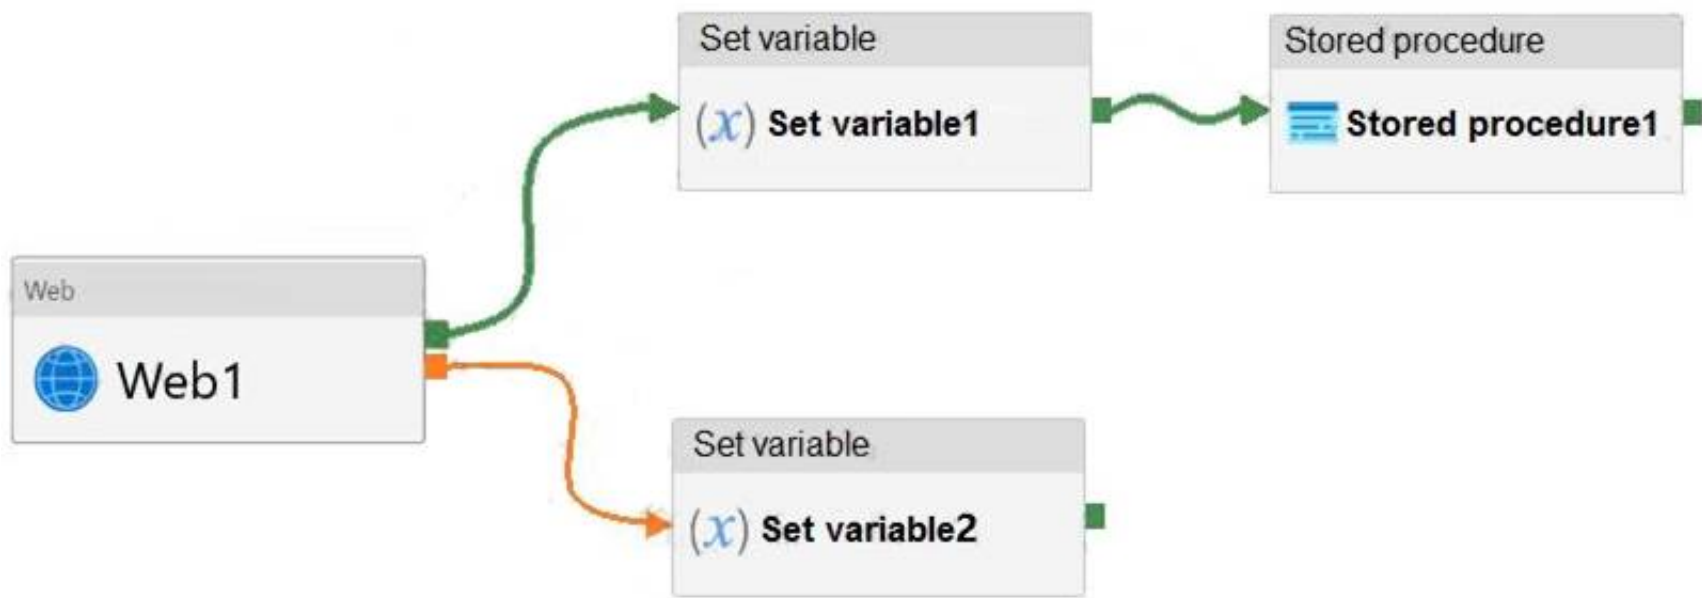 Set variable
(x) Set variable1
Stored procedure
Stored procedure1
Web
Web1
Set variable
(x) Set variable2